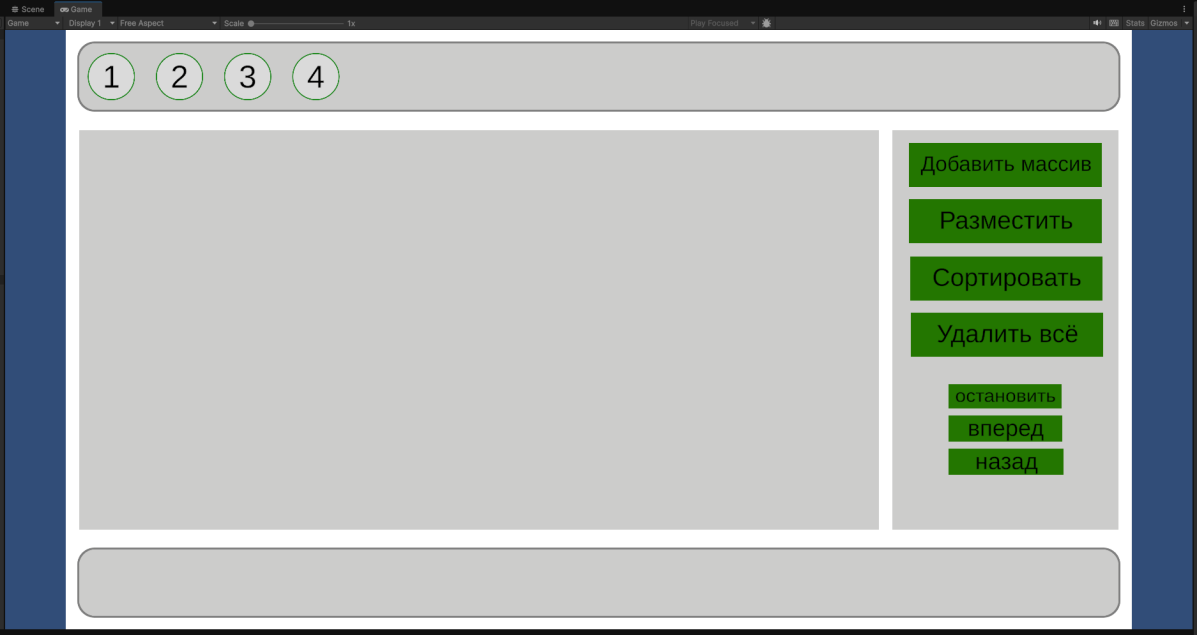 Scene Game
Game Display 1 Free Aspect Scale 1x Play Focused Stats Gizmos
1 2 3 4
Добавить массив
Разместить
Сортировать
Удалить всё
остановить
вперед
назад